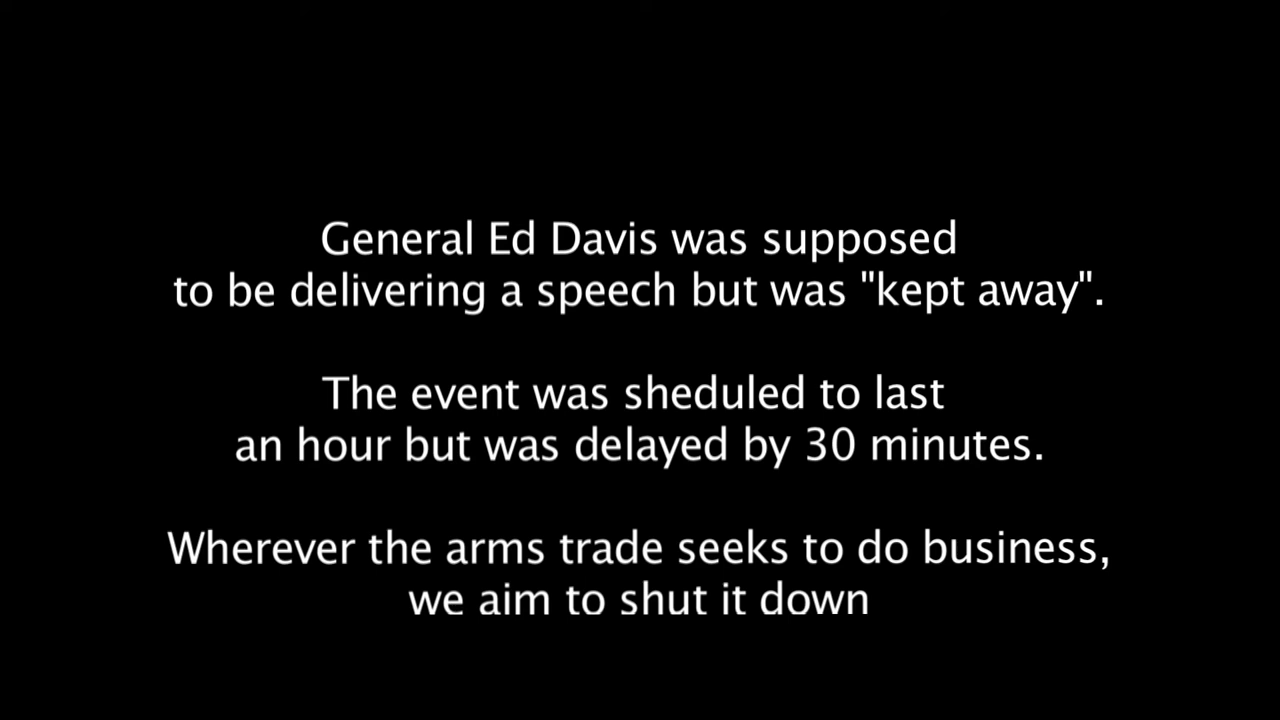 General Ed Davis was supposed
to be delivering a speech but was "kept away".
The event was sheduled to last
an hour but was delayed by 30 minutes.
Wherever the arms trade seeks to do business,
we aim to shut it down